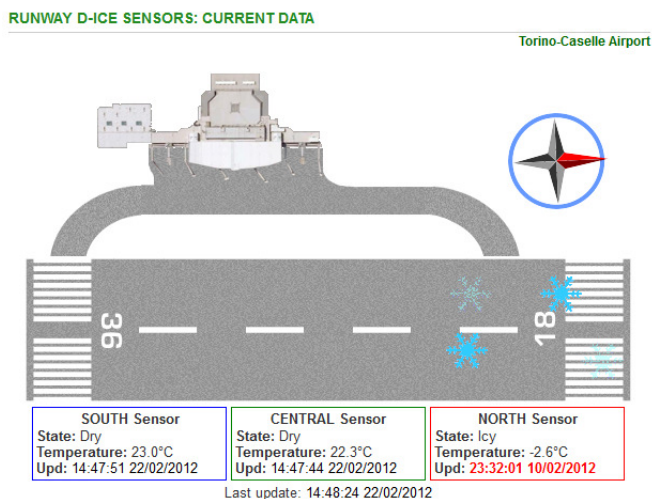 RUNWAY D-ICE SENSORS: CURRENT DATA
Torino-Caselle Airport
36
18
SOUTH Sensor
State: Dry
Temperature: 23.0°C
Upd: 14:47:51 22/02/2012
CENTRAL Sensor
State: Dry
Temperature: 22.3°C
Upd: 14:47:44 22/02/2012
NORTH Sensor
State: Icy
Temperature: -2.6°C
Upd: 23:32:01 10/02/2012
Last update: 14:48:24 22/02/2012